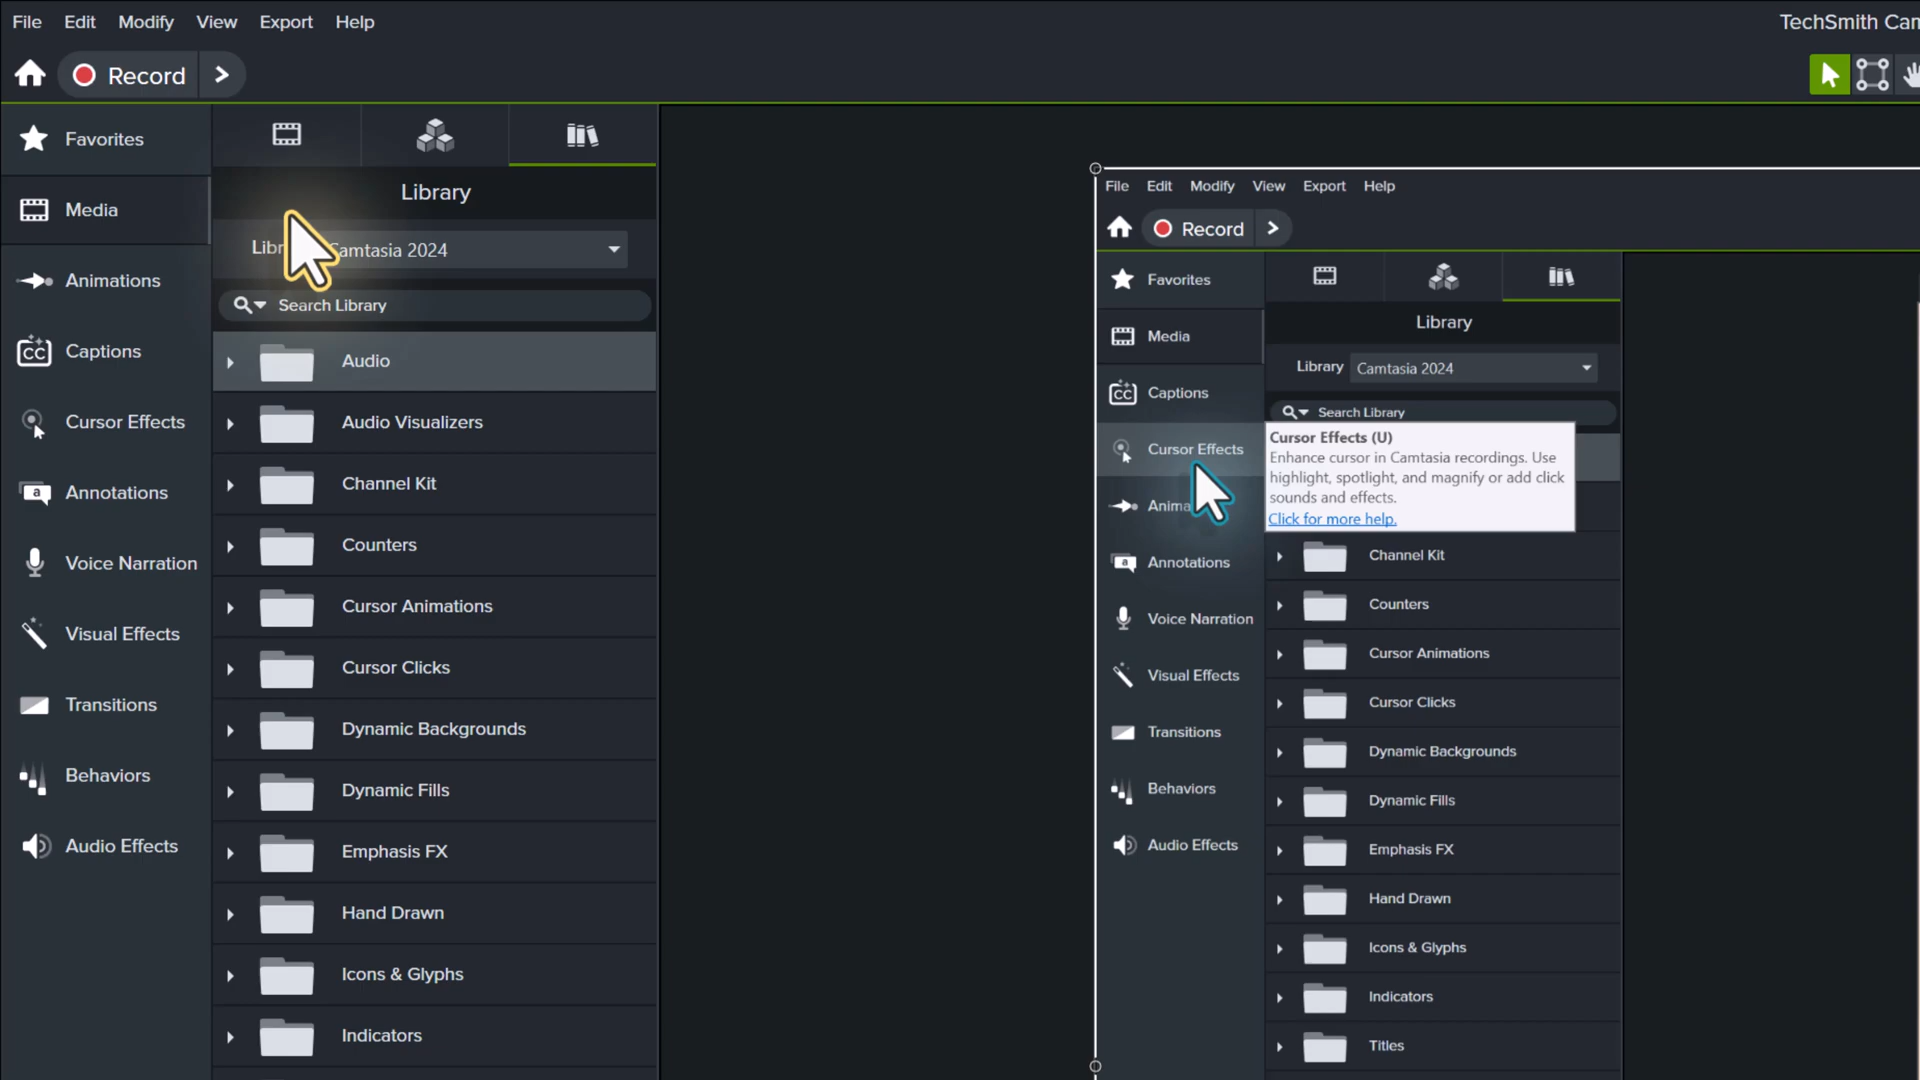 File Edit Modify View Export Help
TechSmith Cam
Record
Favorites
Media
Animations
Captions
Cursor Effects
Annotations
Voice Narration
Visual Effects
Transitions
Behaviors
Audio Effects
Library
Camtasia 2024
Search Library
Audio
Audio Visualizers
Channel Kit
Counters
Cursor Animations
Cursor Clicks
Dynamic Backgrounds
Dynamic Fills
Emphasis FX
Hand Drawn
Icons & Glyphs
Indicators
File Edit Modify View Export Help
Record
Favorites
Media
Captions
Cursor Effects
Annotations
Voice Narration
Visual Effects
Transitions
Behaviors
Audio Effects
Library
Library Camtasia 2024
Search Library
Cursor Effects (U)
Enhance cursor in Camtasia recordings. Use
highlight, spotlight, and magnify or add click
sounds and effects.
Click for more help.
Channel Kit
Counters
Cursor Animations
Cursor Clicks
Dynamic Backgrounds
Dynamic Fills
Emphasis FX
Hand Drawn
Icons & Glyphs
Indicators
Titles